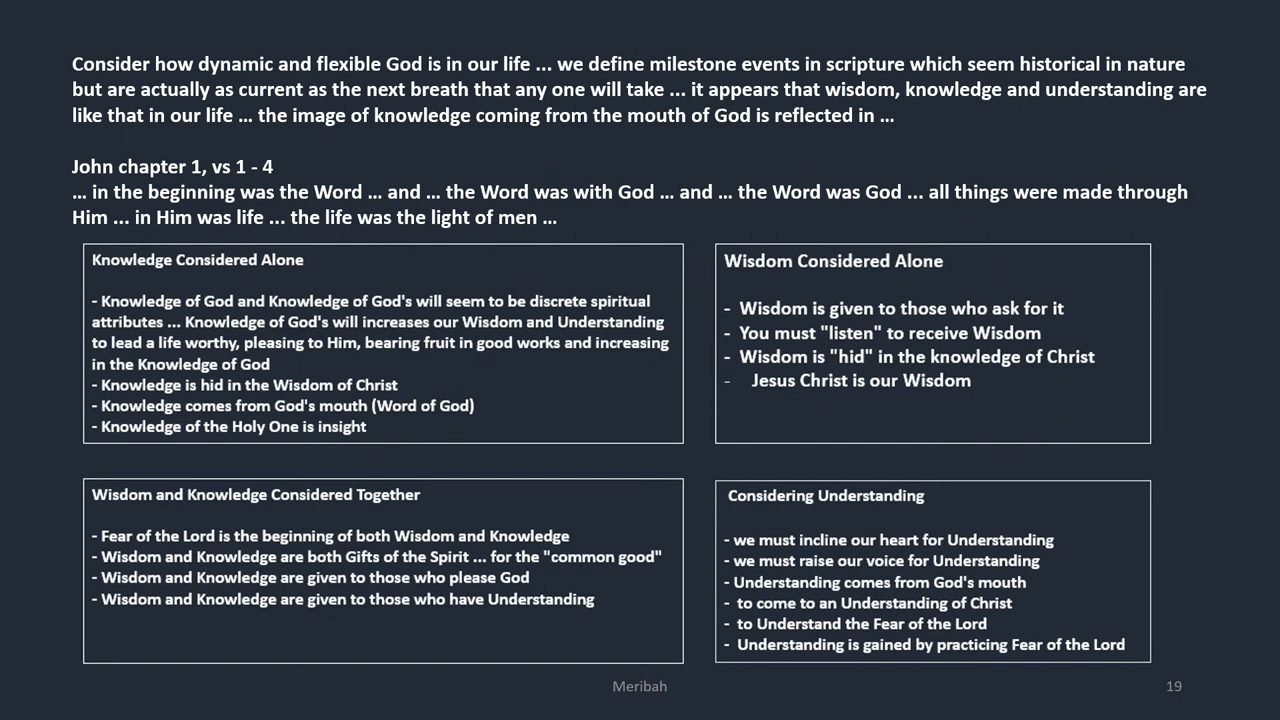 Consider how dynamic and flexible God is in our life ... we define milestone events in scripture which seem historical in nature
but are actually as current as the next breath that any one will take ... it appears that wisdom, knowledge and understanding are
like that in our life ... the image of knowledge coming from the mouth of God is reflected in ...
John chapter 1, vs 1 - 4
... in the beginning was the Word ... and ... the Word was with God ... and ... the Word was God ... all things were made through
Him ... in Him was life ... the life was the light of men ...
Knowledge Considered Alone
- Knowledge of God and Knowledge of God's will seem to be discrete spiritual
attributes ... Knowledge of God's will increases our Wisdom and Understanding
to lead a life worthy, pleasing to Him, bearing fruit in good works and increasing
in the Knowledge of God
- Knowledge is hid in the Wisdom of Christ
- Knowledge comes from God's mouth (Word of God)
- Knowledge of the Holy One is insight
Wisdom Considered Alone
- Wisdom is given to those who ask for it
- You must "listen" to receive Wisdom
- Wisdom is "hid" in the knowledge of Christ
- Jesus Christ is our Wisdom
Wisdom and Knowledge Considered Together
- Fear of the Lord is the beginning of both Wisdom and Knowledge
- Wisdom and Knowledge are both Gifts of the Spirit ... for the "common good"
- Wisdom and Knowledge are given to those who please God
- Wisdom and Knowledge are given to those who have Understanding
Considering Understanding
- we must incline our heart for Understanding
- we must raise our voice for Understanding
- Understanding comes from God's mouth
- to come to an Understanding of Christ
- to Understand the Fear of the Lord
- Understanding is gained by practicing Fear of the Lord
Meribah
19